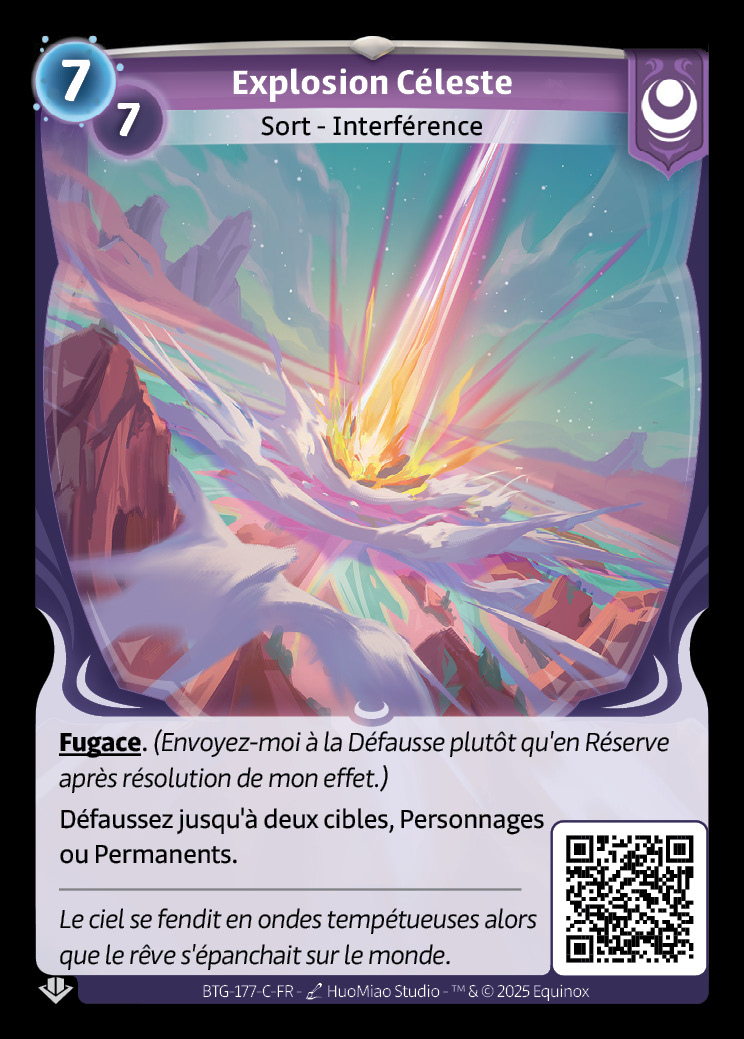 7
Explosion Céleste
7
Sort - Interférence
Fugace. (Envoyez-moi à la Défausse plutôt qu'en Réserve
après résolution de mon effet.)
Défaussez jusqu'à deux cibles, Personnages
ou Permanents.
Le ciel se fendit en ondes tempétueuses alors
que le rêve s'épanchait sur le monde.
BTG-177-C-FR - HuoMiao Studio - ™ & © 2025 Equinox